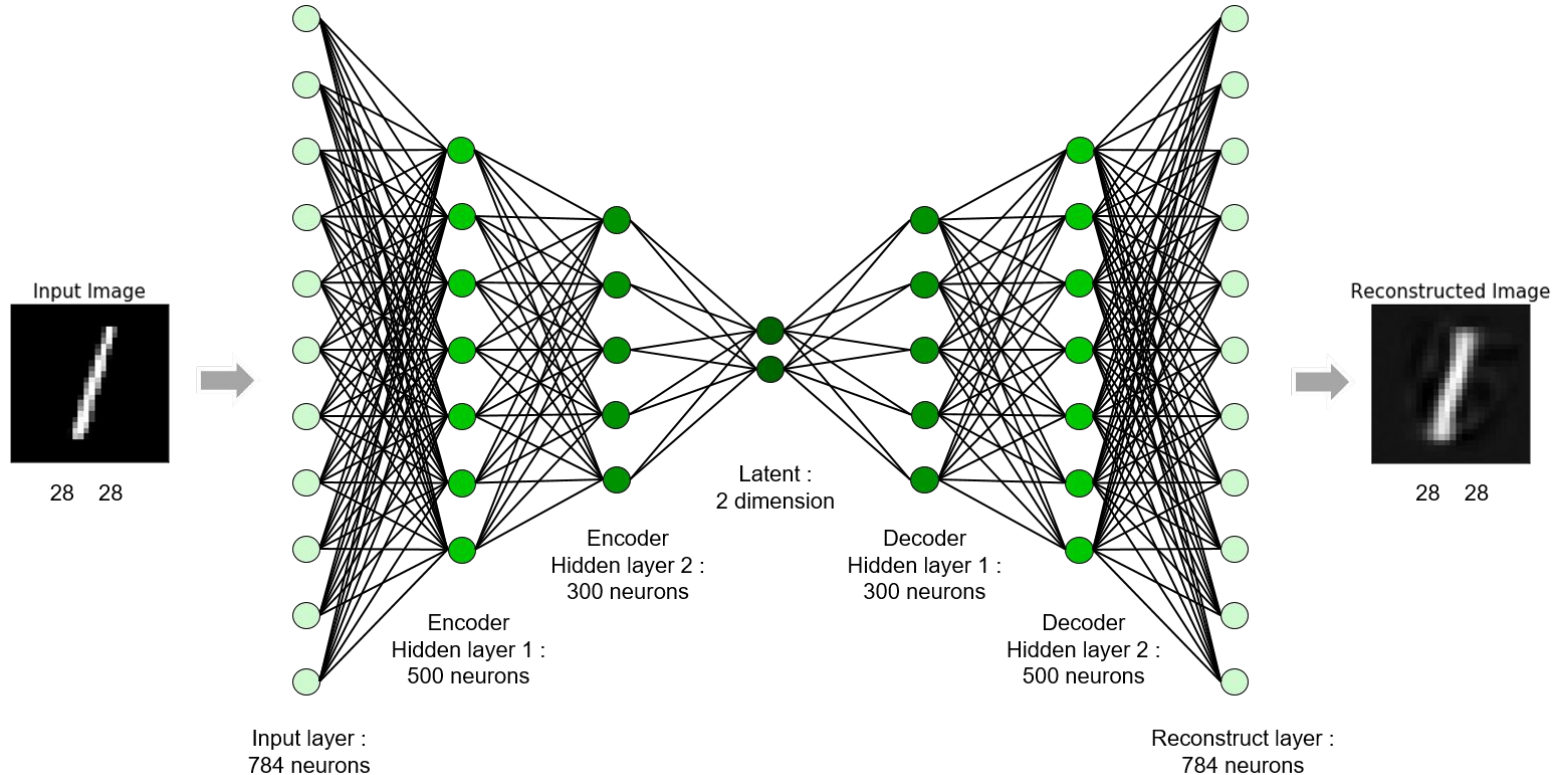 Input Image
28 28
Input layer :
784 neurons
Encoder
Hidden layer 1 :
500 neurons
Encoder
Hidden layer 2 :
300 neurons
Latent :
2 dimension
Decoder
Hidden layer 1 :
300 neurons
Decoder
Hidden layer 2 :
500 neurons
Reconstruct layer :
784 neurons
Reconstructed Image
28 28